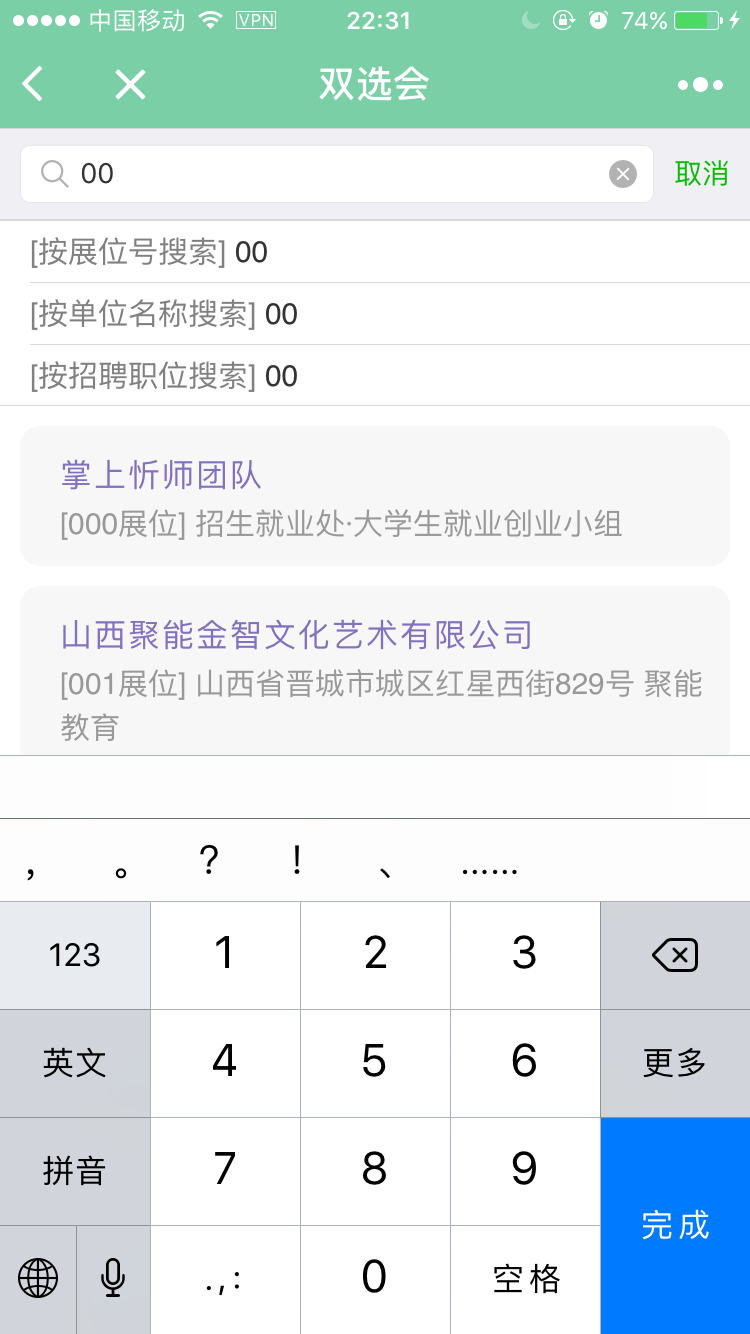 中国移动 VPN 22:31 74%
双选会
00 取消
[按展位号搜索] 00
[按单位名称搜索] 00
[按招聘职位搜索] 00
掌上忻师团队
[000展位] 招生就业处·大学生就业创业小组
山西聚能金智文化艺术有限公司
[001展位] 山西省晋城市城区红星西街829号 聚能
教育
， 。 ？ ！ 、 ……
123 1 2 3
英文 4 5 6 更多
拼音 7 8 9
完成
.,: 0 空格